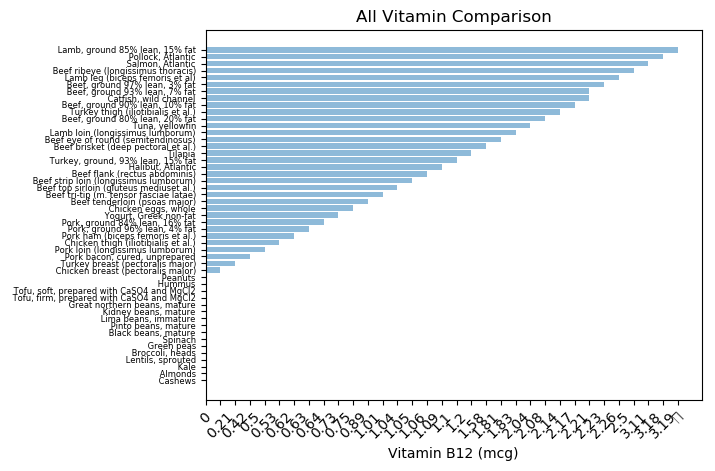 All Vitamin Comparison
Lamb, ground 85% lean, 15% fat
Pollock, Atlantic
Salmon, Atlantic
Beef ribeye (longissimus thoracis)
Lamb leg (biceps femoris et al)
Beef, ground 97% lean, 3% fat
Beef, ground 93% lean, 7% fat
Catfish, wild channel
Beef, ground 90% lean, 10% fat
Turkey thigh (iliotibialis et al.)
Beef, ground 80% lean, 20% fat
Tuna, yellowfin
Lamb loin (longissimus lumborum)
Beef eye of round (semitendinosus)
Beef brisket (deep pectoral et al.)
Tilapia
Turkey, ground, 93% lean, 15% fat
Halibut, Atlantic
Beef flank (rectus abdominis)
Beef strip loin (longissimus lumborum)
Beef top sirloin (gluteus mediuset al.)
Beef tri-tip (m. tensor fasciae latae)
Beef tenderloin (psoas major)
Chicken eggs, whole
Yogurt, Greek non-fat
Pork, ground 84% lean, 16% fat
Pork, ground 96% lean, 4% fat
Pork ham (biceps femoris et al.)
Chicken thigh (iliotibialis et al.)
Pork loin (longissimus lumborum)
Pork bacon, cured, unprepared
Turkey breast (pectoralis major)
Chicken breast (pectoralis major)
Peanuts
Hummus
Tofu, soft, prepared with CaSO4 and MgCl2
Tofu, firm, prepared with CaSO4 and MgCl2
Great northern beans, mature
Kidney beans, mature
Lima beans, immature
Pinto beans, mature
Black beans, mature
Spinach
Green peas
Broccoli, heads
Lentils, sprouted
Kale
Almonds
Cashews
0 0.21 0.42 0.5 0.53 0.62 0.63 0.64 0.73 0.75 0.89 1.01 1.04 1.05 1.06 1.09 1.1 1.2 1.58 1.81 1.83 2.04 2.08 2.14 2.17 2.21 2.23 2.26 2.5 3.11 3.18 3.19
Vitamin B12 (mcg)